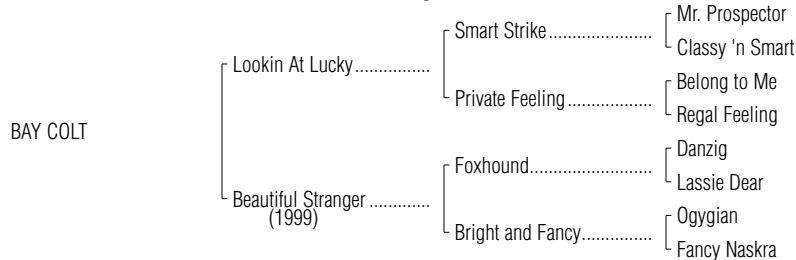 Mr. Prospector
Smart Strike......................
Classy 'n Smart
Lookin At Lucky................
Belong to Me
Private Feeling..................
Regal Feeling
BAY COLT
Danzig
Foxhound..........................
Lassie Dear
Beautiful Stranger .............
(1999)
Ogygian
Bright and Fancy...............
Fancy Naskra